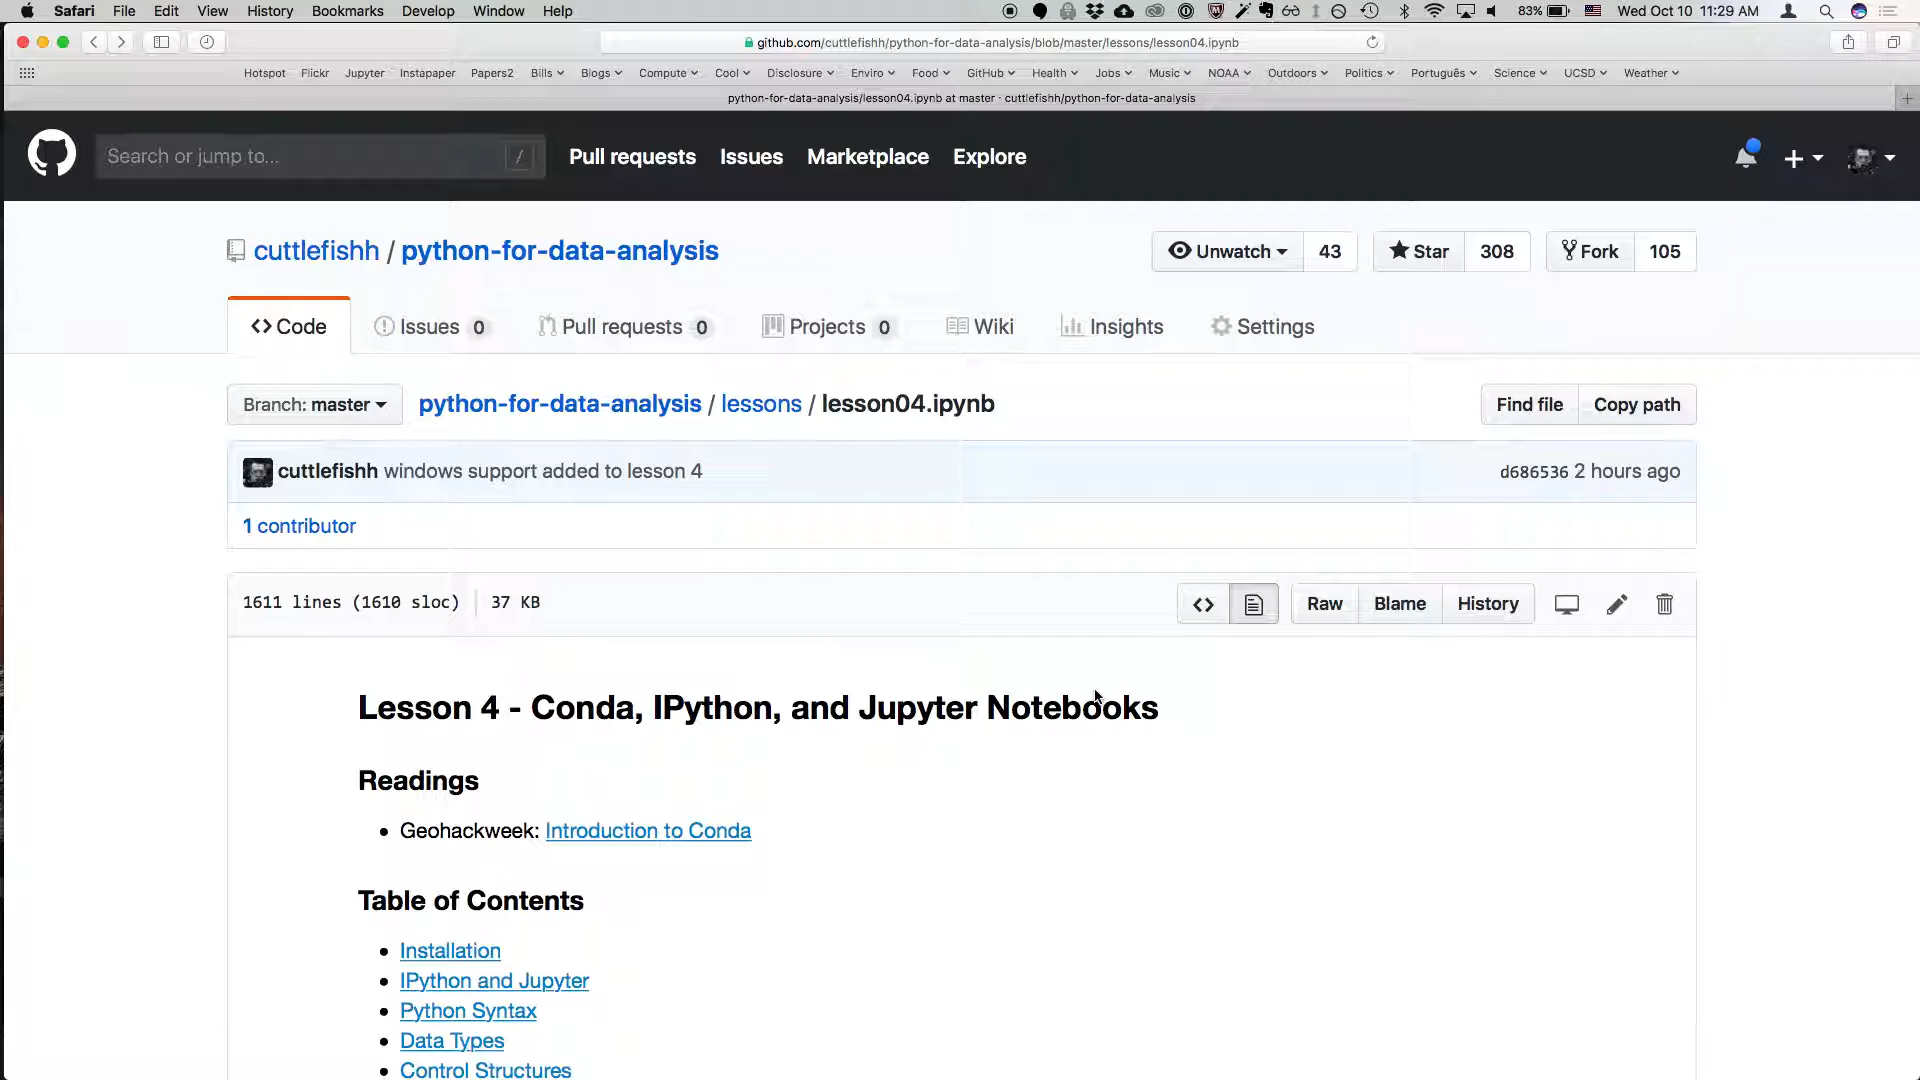 Safari File Edit View History Bookmarks Develop Window Help 83% Wed Oct 10 11:29 AM
github.com/cuttlefishh/python-for-data-analysis/blob/master/lessons/lesson04.ipynb
Hotspot Flickr Jupyter Instapaper Papers2 Bills Blogs Compute Cool Disclosure Enviro Food GitHub Health Jobs Music NOAA Outdoors Politics Português Science UCSD Weather
python-for-data-analysis/lesson04.ipynb at master · cuttlefishh/python-for-data-analysis
Search or jump to... / Pull requests Issues Marketplace Explore
cuttlefishh / python-for-data-analysis Unwatch 43 Star 308 Fork 105
Code Issues 0 Pull requests 0 Projects 0 Wiki Insights Settings
Branch: master python-for-data-analysis / lessons / lesson04.ipynb Find file Copy path
cuttlefishh windows support added to lesson 4 d686536 2 hours ago
1 contributor
1611 lines (1610 sloc) 37 KB Raw Blame History
Lesson 4 - Conda, IPython, and Jupyter Notebooks
Readings
Geohackweek: Introduction to Conda
Table of Contents
Installation
IPython and Jupyter
Python Syntax
Data Types
Control Structures